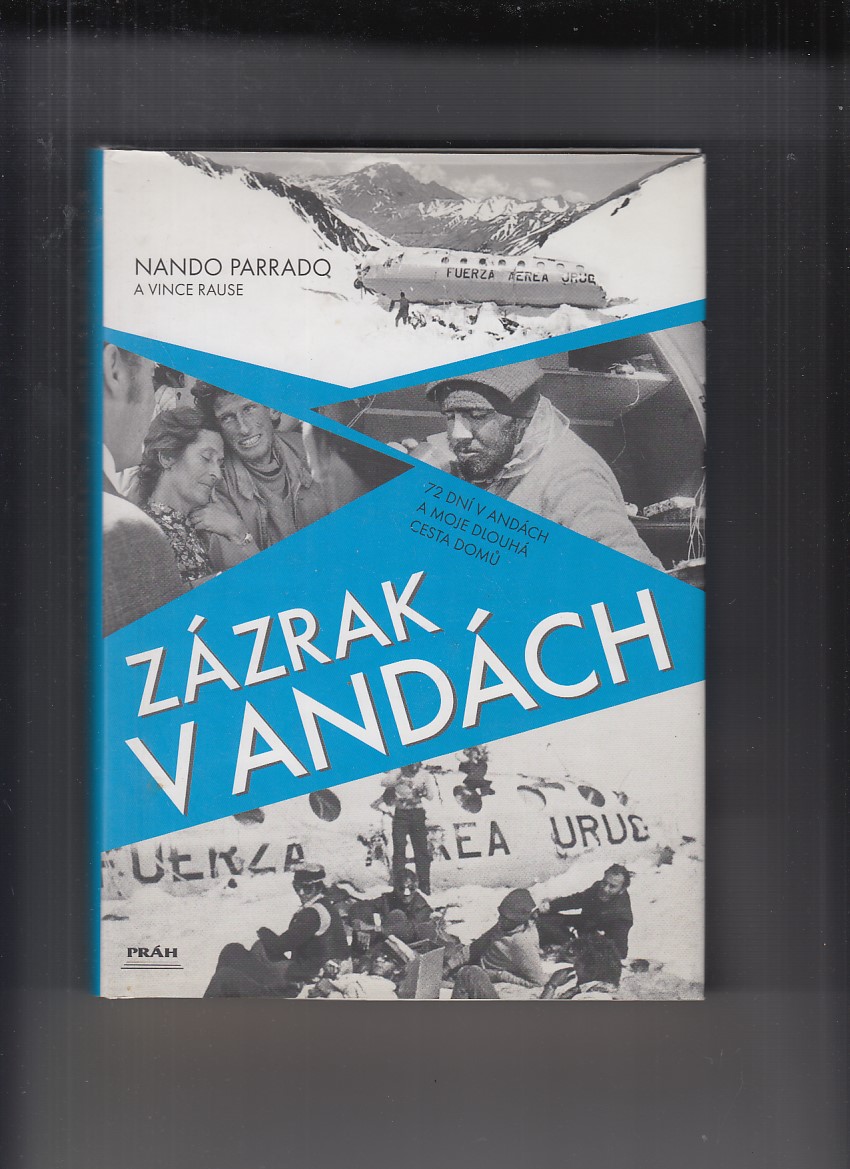 NANDO PARRADO
A VINCE RAUSE
FUERZA AEREA URUG
72 DNÍ V ANDÁCH
A MOJE DLOUHÁ
CESTA DOMŮ
ZÁZRAK
V ANDÁCH
FUERZA AEREA URUG
PRÁH